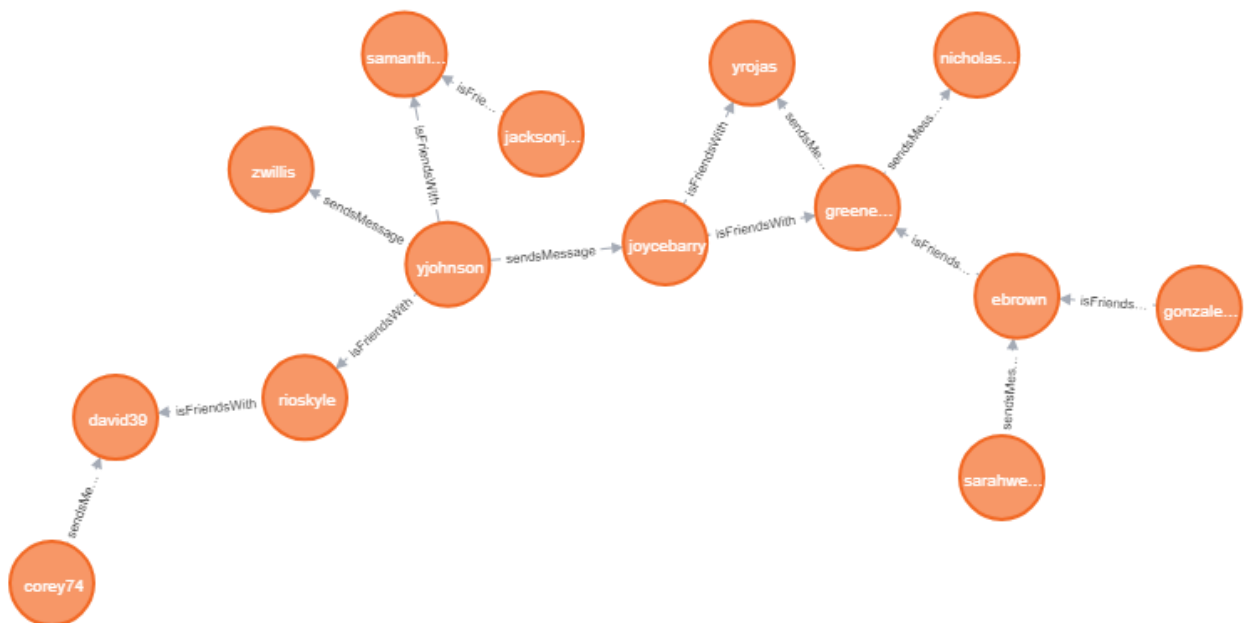 samanth...
yrojas
nicholas...
isFrie...
jacksonj...
isFriendsWith
sendsMe...
sendsMess...
zwillis
isFriendsWith
sendsMessage
greene...
yjohnson
sendsMessage
joycebarry
isFriendsWith
isFriends...
ebrown
isFriends...
gonzale...
isFriendsWith
rioskyle
david39
isFriendsWith
sendsMes...
sarahwe...
sendsMe...
corey74